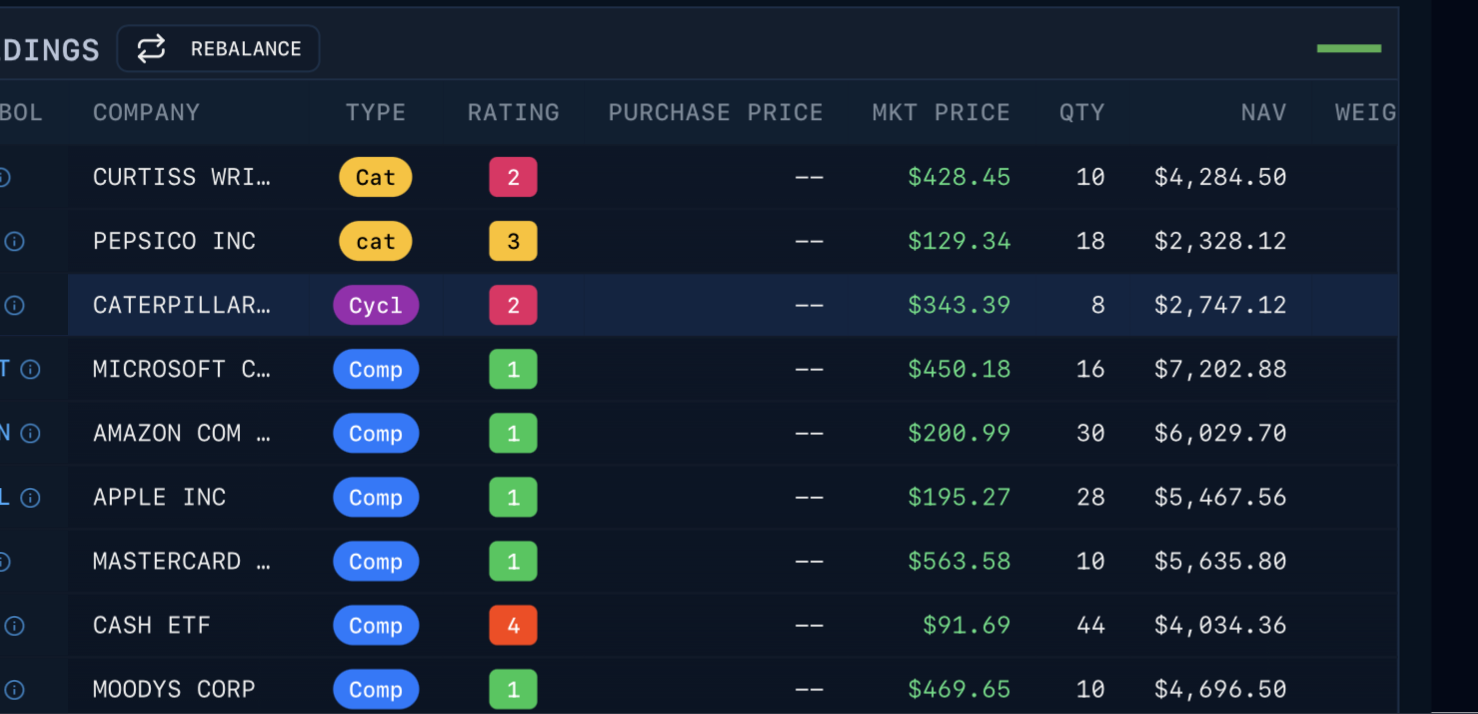 DINGS REBALANCE
BOL COMPANY TYPE RATING PURCHASE PRICE MKT PRICE QTY NAV WEIG
CURTISS WRI… Cat 2 —— $428.45 10 $4,284.50
PEPSICO INC cat 3 —— $129.34 18 $2,328.12
CATERPILLAR… Cycl 2 —— $343.39 8 $2,747.12
T MICROSOFT C… Comp 1 —— $450.18 16 $7,202.88
N AMAZON COM … Comp 1 —— $200.99 30 $6,029.70
L APPLE INC Comp 1 —— $195.27 28 $5,467.56
MASTERCARD … Comp 1 —— $563.58 10 $5,635.80
CASH ETF Comp 4 —— $91.69 44 $4,034.36
MOODYS CORP Comp 1 —— $469.65 10 $4,696.50